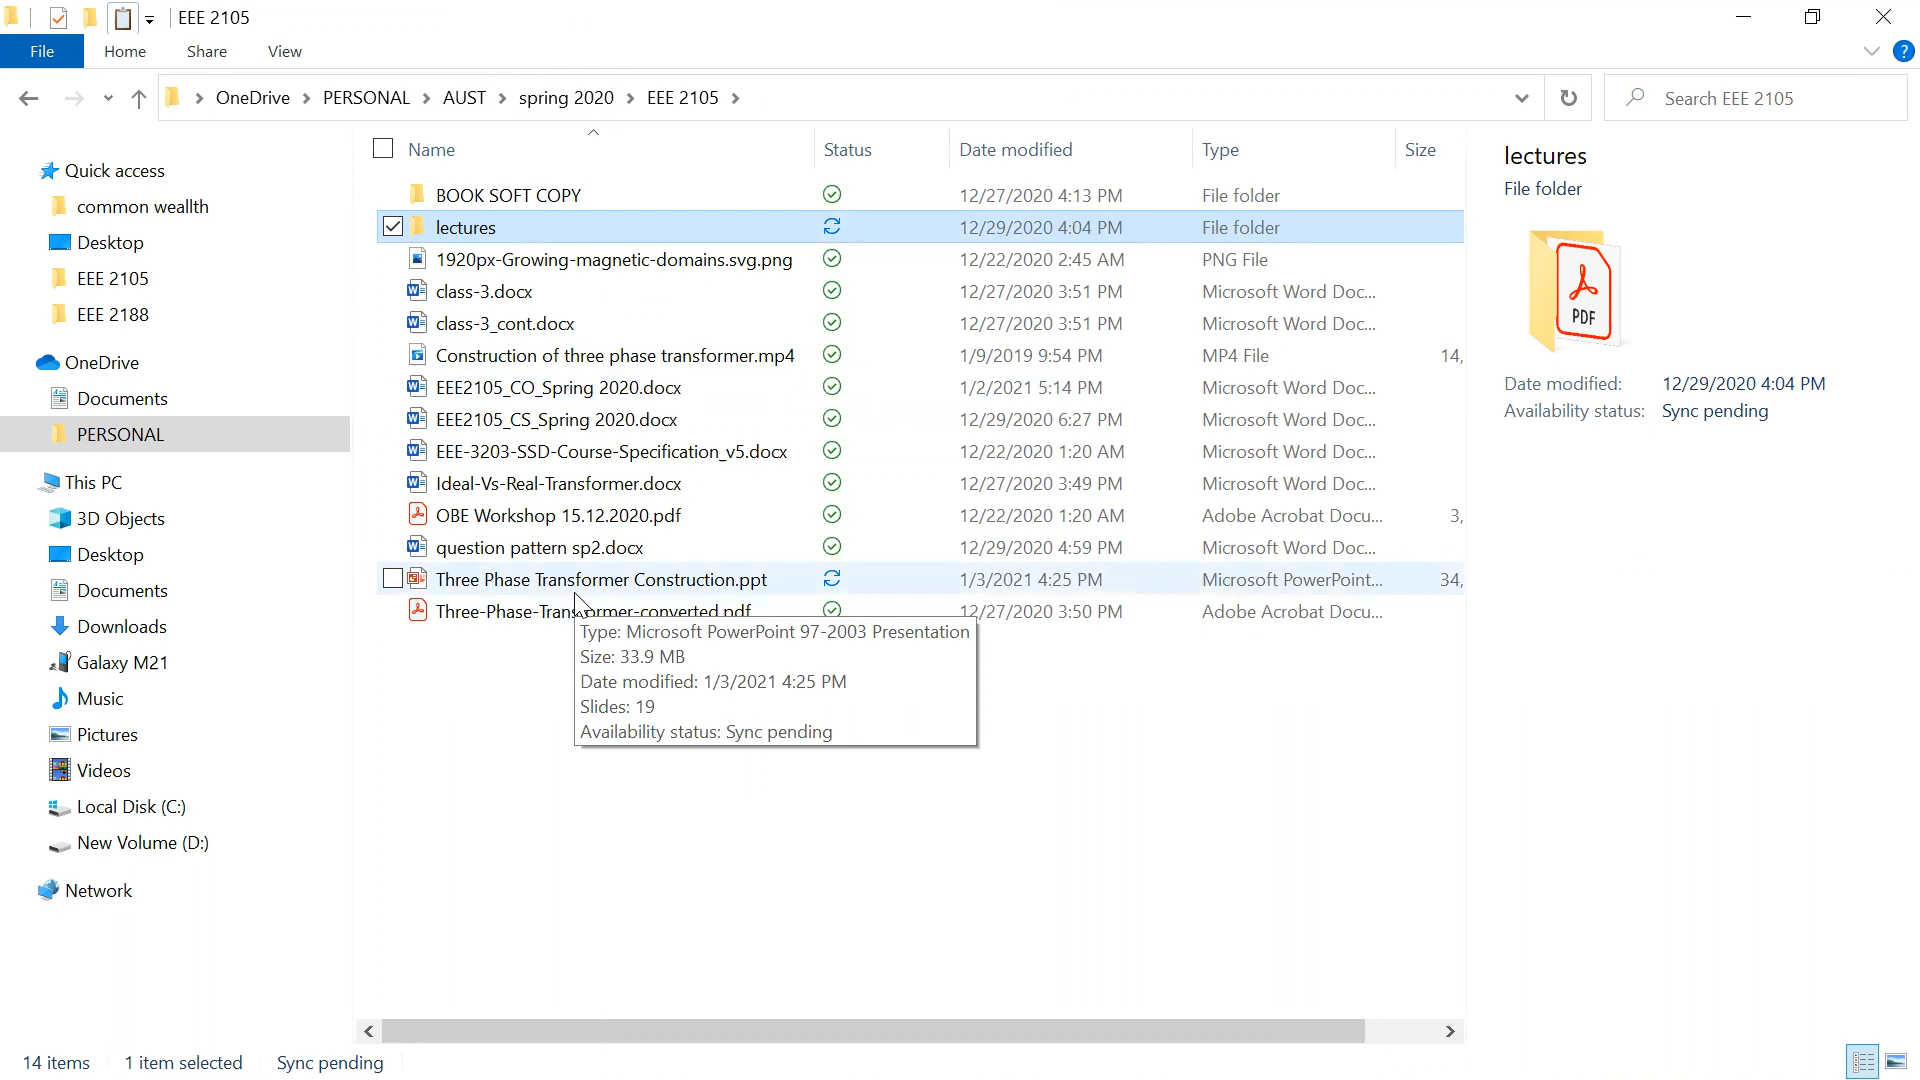 EEE 2105
File Home Share View
OneDrive PERSONAL AUST spring 2020 EEE 2105 Search EEE 2105
Quick access
common weallth
Desktop
EEE 2105
EEE 2188
OneDrive
Documents
PERSONAL
This PC
3D Objects
Desktop
Documents
Downloads
Galaxy M21
Music
Pictures
Videos
Local Disk (C:)
New Volume (D:)
Network
Name Status Date modified Type Size
BOOK SOFT COPY 12/27/2020 4:13 PM File folder
lectures 12/29/2020 4:04 PM File folder
1920px-Growing-magnetic-domains.svg.png 12/22/2020 2:45 AM PNG File
class-3.docx 12/27/2020 3:51 PM Microsoft Word Doc...
class-3_cont.docx 12/27/2020 3:51 PM Microsoft Word Doc...
Construction of three phase transformer.mp4 1/9/2019 9:54 PM MP4 File 14,
EEE2105_CO_Spring 2020.docx 1/2/2021 5:14 PM Microsoft Word Doc...
EEE2105_CS_Spring 2020.docx 12/29/2020 6:27 PM Microsoft Word Doc...
EEE-3203-SSD-Course-Specification_v5.docx 12/22/2020 1:20 AM Microsoft Word Doc...
Ideal-Vs-Real-Transformer.docx 12/27/2020 3:49 PM Microsoft Word Doc...
OBE Workshop 15.12.2020.pdf 12/22/2020 1:20 AM Adobe Acrobat Docu... 3,
question pattern sp2.docx 12/29/2020 4:59 PM Microsoft Word Doc...
Three Phase Transformer Construction.ppt 1/3/2021 4:25 PM Microsoft PowerPoint... 34,
Three-Phase-Transformer-converted.pdf 12/27/2020 3:50 PM Adobe Acrobat Docu...
Type: Microsoft PowerPoint 97-2003 Presentation
Size: 33.9 MB
Date modified: 1/3/2021 4:25 PM
Slides: 19
Availability status: Sync pending
lectures
File folder
PDF
Date modified: 12/29/2020 4:04 PM
Availability status: Sync pending
14 items 1 item selected Sync pending